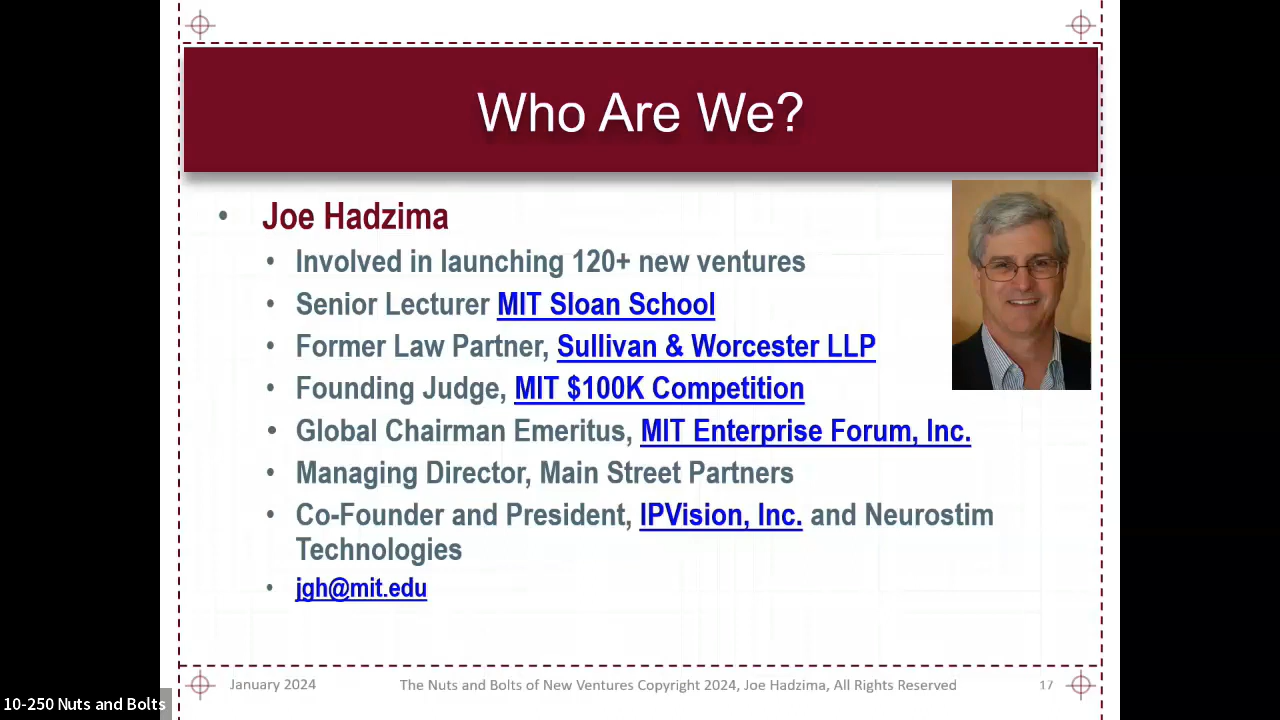 Who Are We?
• Joe Hadzima
• Involved in launching 120+ new ventures
• Senior Lecturer MIT Sloan School
• Former Law Partner, Sullivan & Worcester LLP
• Founding Judge, MIT $100K Competition
• Global Chairman Emeritus, MIT Enterprise Forum, Inc.
• Managing Director, Main Street Partners
• Co-Founder and President, IPVision, Inc. and Neurostim
Technologies
• jgh@mit.edu
January 2024 The Nuts and Bolts of New Ventures Copyright 2024, Joe Hadzima, All Rights Reserved 17
10-250 Nuts and Bolts